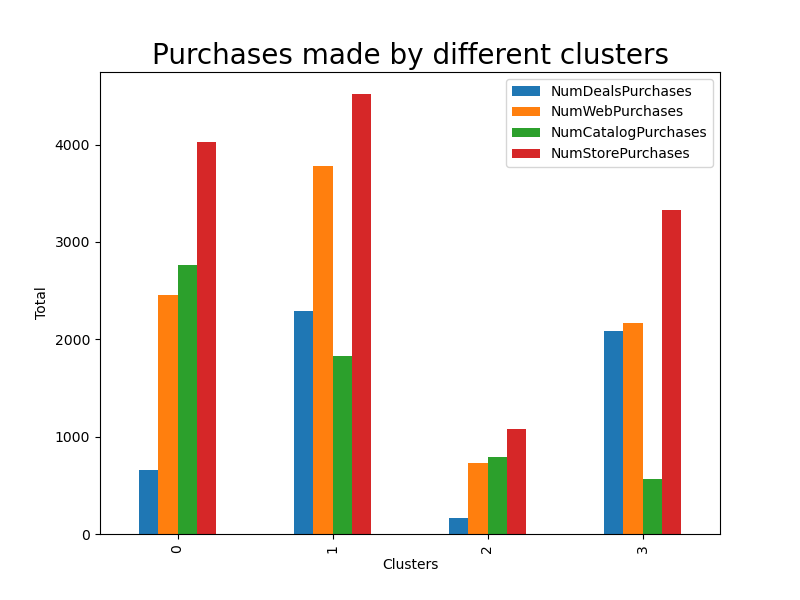 Purchases made by different clusters
NumDealsPurchases
NumWebPurchases
NumCatalogPurchases
NumStorePurchases
4000
3000
2000
1000
0
Total
0
1
2
3
Clusters